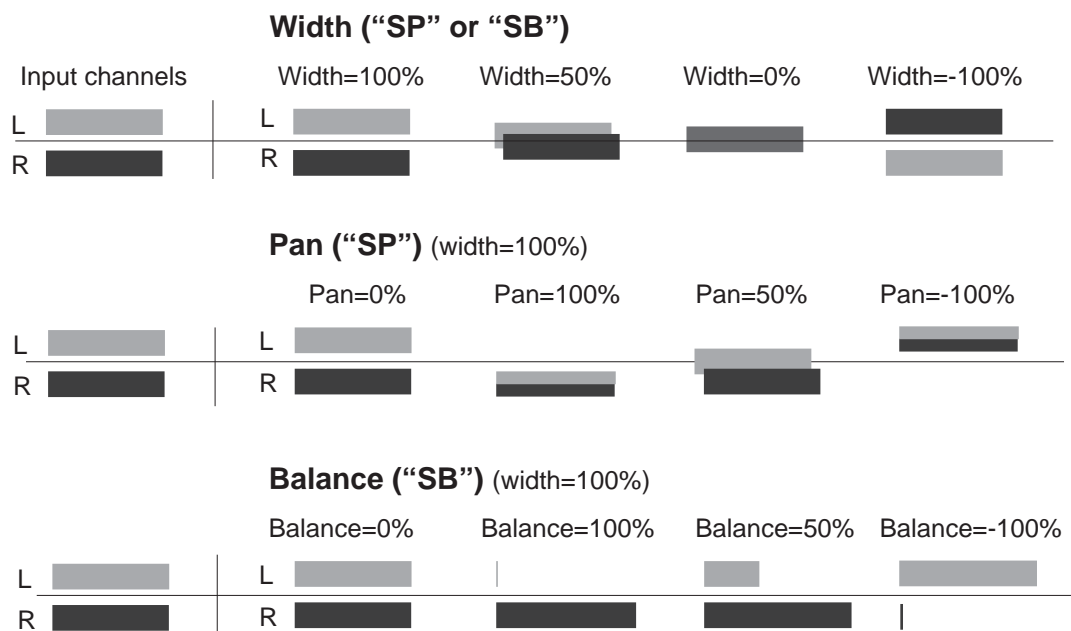 Width (“SP” or “SB”)
Input channels Width=100% Width=50% Width=0% Width=-100%
L L
R R
Pan (“SP”) (width=100%)
Pan=0% Pan=100% Pan=50% Pan=-100%
L L
R R
Balance (“SB”) (width=100%)
Balance=0% Balance=100% Balance=50% Balance=-100%
L L
R R